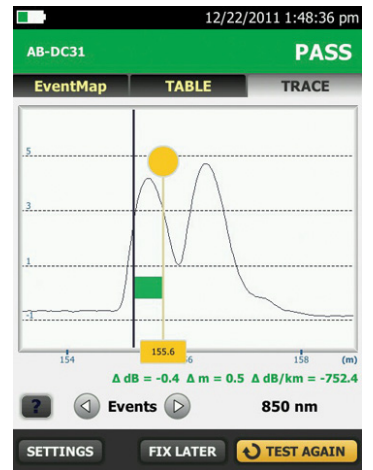 12/22/2011 1:48:36 pm
AB-DC31 PASS
EventMap TABLE TRACE
5
3
1
-1
154 155.6 158 (m)
Δ dB = -0.4 Δ m = 0.5 Δ dB/km = -752.4
? Events 850 nm
SETTINGS FIX LATER TEST AGAIN